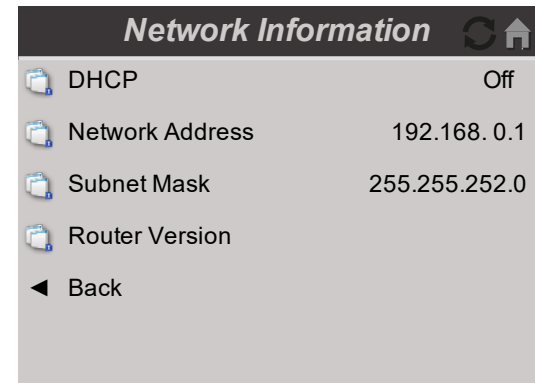 Network Information
DHCP Off
Network Address 192.168. 0.1
Subnet Mask 255.255.252.0
Router Version
Back